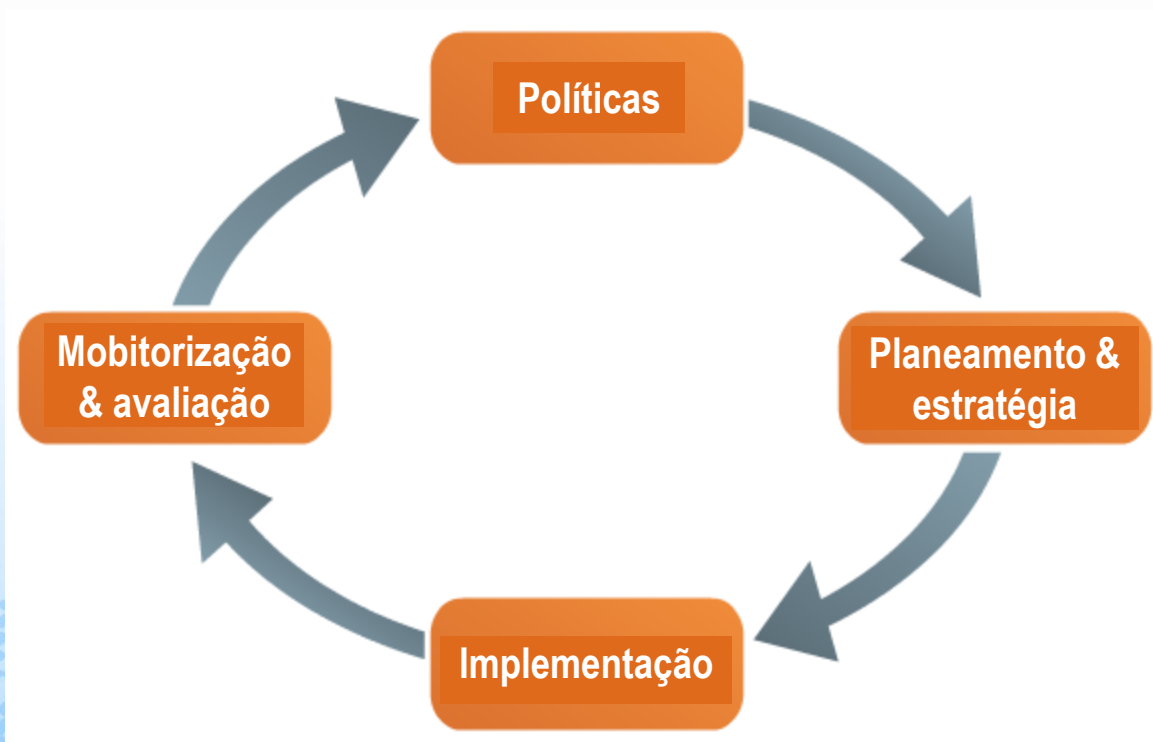 Políticas
Planeamento &
estratégia
Implementação
Mobitorização
& avaliação